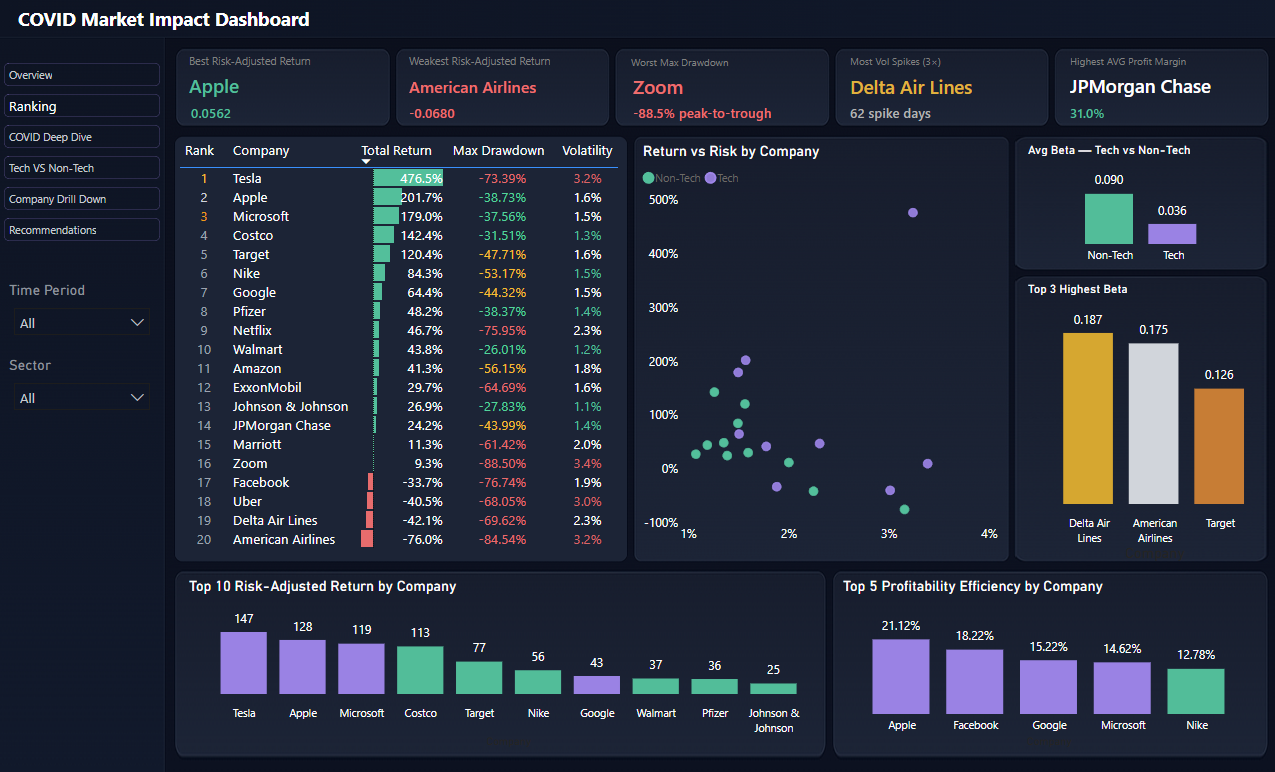 COVID Market Impact Dashboard
Overview
Ranking
COVID Deep Dive
Tech VS Non-Tech
Company Drill Down
Recommendations
Time Period
All
Sector
All
Best Risk-Adjusted Return
Apple
0.0562
Weakest Risk-Adjusted Return
American Airlines
-0.0680
Worst Max Drawdown
Zoom
-88.5% peak-to-trough
Most Vol Spikes (3×)
Delta Air Lines
62 spike days
Highest AVG Profit Margin
JPMorgan Chase
31.0%
Rank Company Total Return Max Drawdown Volatility
1 Tesla 476.5% -73.39% 3.2%
2 Apple 201.7% -38.73% 1.6%
3 Microsoft 179.0% -37.56% 1.5%
4 Costco 142.4% -31.51% 1.3%
5 Target 120.4% -47.71% 1.6%
6 Nike 84.3% -53.17% 1.5%
7 Google 64.4% -44.32% 1.5%
8 Pfizer 48.2% -38.37% 1.4%
9 Netflix 46.7% -75.95% 2.3%
10 Walmart 43.8% -26.01% 1.2%
11 Amazon 41.3% -56.15% 1.8%
12 ExxonMobil 29.7% -64.69% 1.6%
13 Johnson & Johnson 26.9% -27.83% 1.1%
14 JPMorgan Chase 24.2% -43.99% 1.4%
15 Marriott 11.3% -61.42% 2.0%
16 Zoom 9.3% -88.50% 3.4%
17 Facebook -33.7% -76.74% 1.9%
18 Uber -40.5% -68.05% 3.0%
19 Delta Air Lines -42.1% -69.62% 2.3%
20 American Airlines -76.0% -84.54% 3.2%
Return vs Risk by Company
Non-Tech Tech
500%
400%
300%
200%
100%
0%
-100%
1% 2% 3% 4%
Avg Beta — Tech vs Non-Tech
0.090
0.036
Non-Tech Tech
Top 3 Highest Beta
0.187
0.175
0.126
Delta Air American Target
Lines Airlines
Top 10 Risk-Adjusted Return by Company
147 128 119 113 77 56 43 37 36 25
Tesla Apple Microsoft Costco Target Nike Google Walmart Pfizer Johnson &
Johnson
Top 5 Profitability Efficiency by Company
21.12% 18.22% 15.22% 14.62% 12.78%
Apple Facebook Google Microsoft Nike